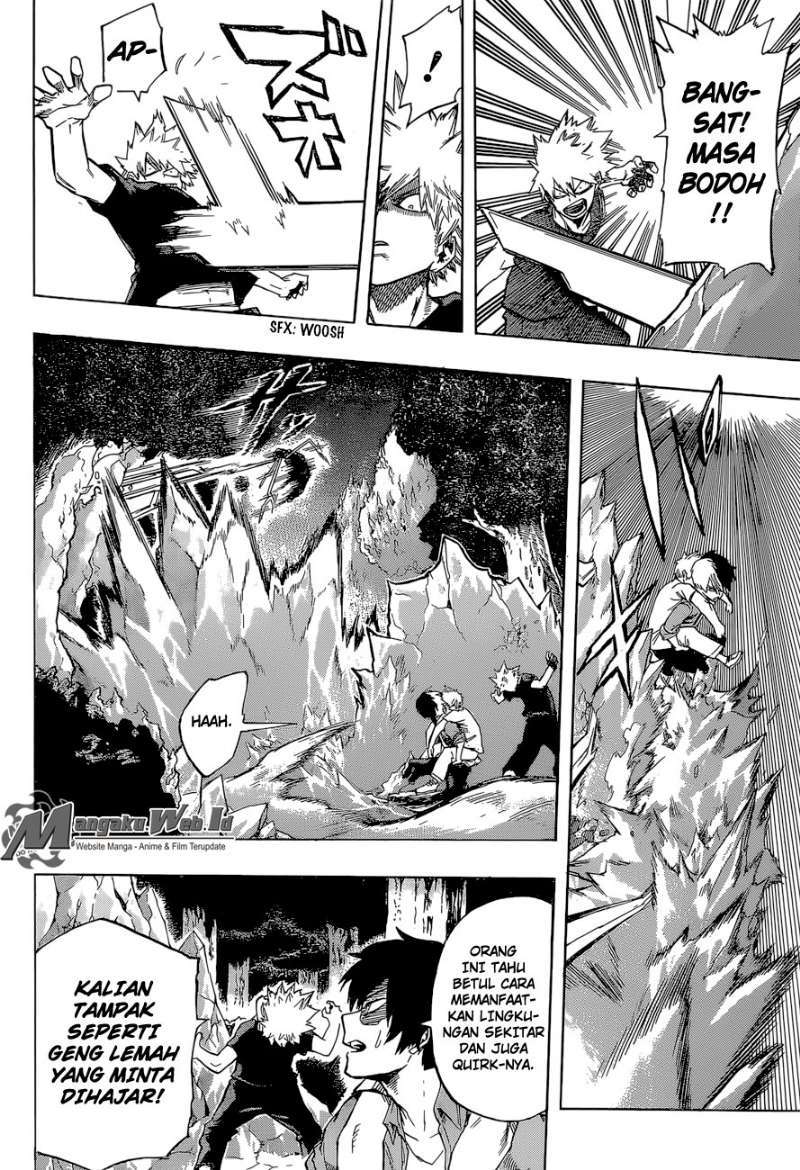 BANG-
SAT!
MASA
BODOH
!!
!
AP-
SFX: WOOSH
HAAH.
MangakuWeb.Id
Website Manga - Anime & Film Terupdate
ORANG
INI TAHU
BETUL CARA
MEMANFAAT-
KAN LINGKU-
NGAN SEKITAR
DAN JUGA
QUIRK-NYA.
KALIAN
TAMPAK
SEPERTI
GENG LEMAH
YANG MINTA
DIHAJAR!